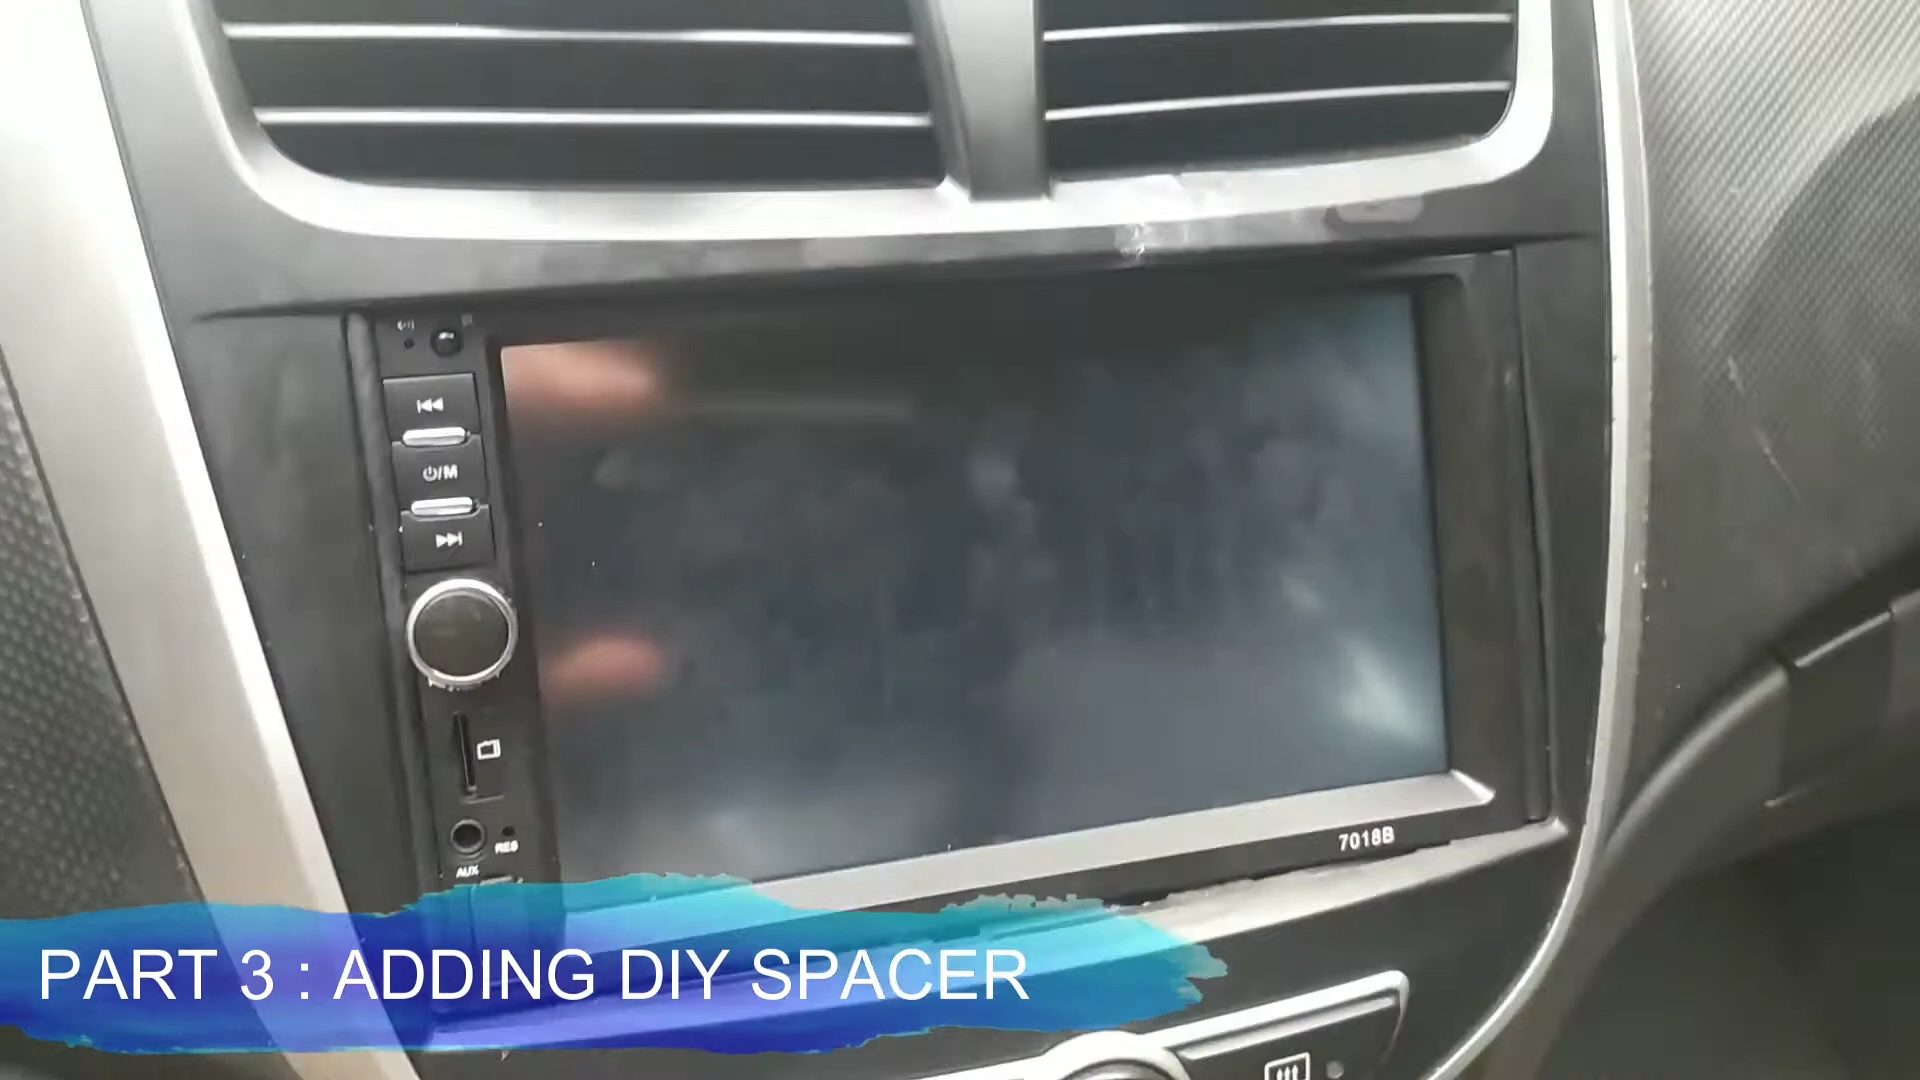 /M
RES
AUX
7018B
PART 3 : ADDING DIY SPACER